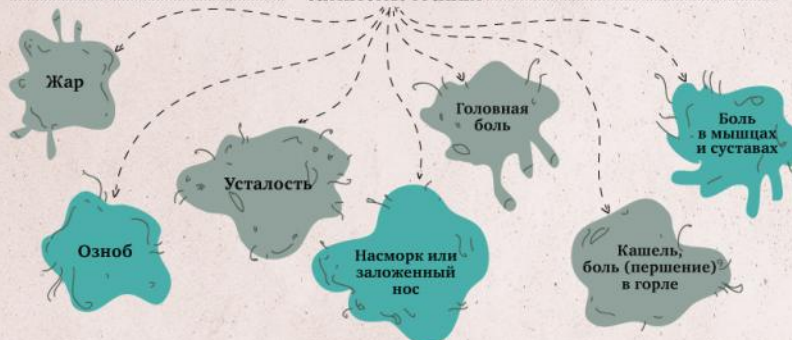 Жар
Головная
боль
Боль
в мышцах
и суставах
Усталость
Озноб
Насморк или
заложенный
нос
Кашель,
боль (першение)
в горле